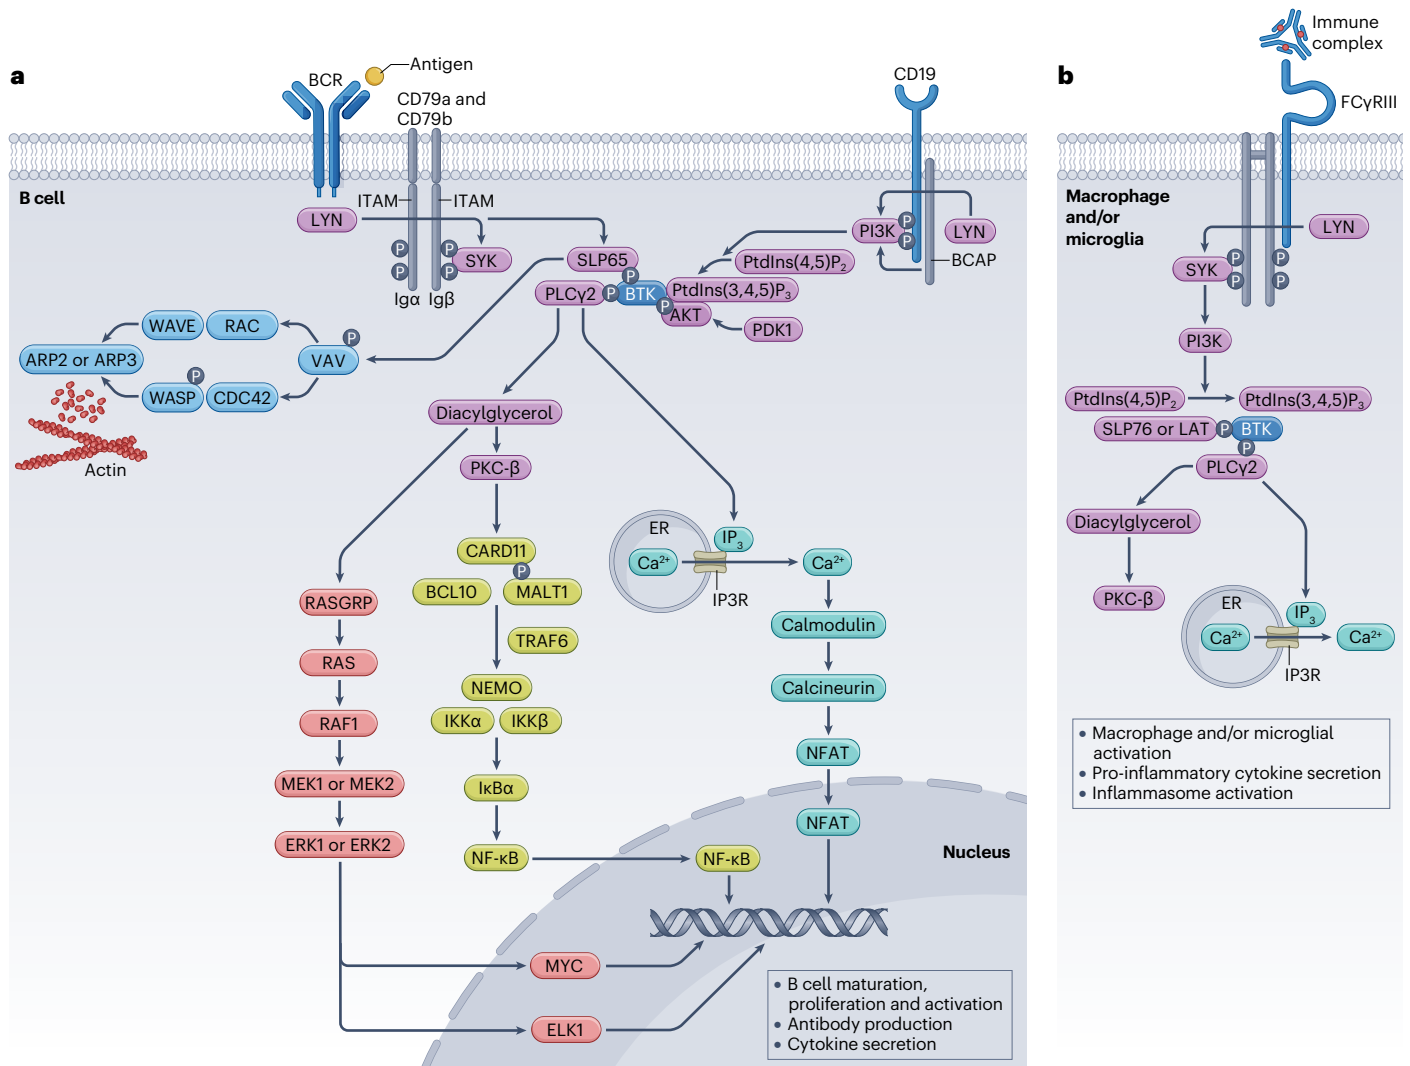 a
BCR
Antigen
CD79a and
CD79b
CD19
B cell
ITAM
ITAM
LYN
P
P
P
P
SYK
Igα
Igβ
SLP65
P
PLCγ2
P
BTK
PtdIns(4,5)P2
PtdIns(3,4,5)P3
P
AKT
PDK1
PI3K
P
P
LYN
BCAP
WAVE
RAC
ARP2 or ARP3
VAV
P
P
WASP
CDC42
Actin
Diacylglycerol
PKC-β
CARD11
P
BCL10
MALT1
TRAF6
NEMO
IKKα
IKKβ
IκBα
NF-κB
NF-κB
RASGRP
RAS
RAF1
MEK1 or MEK2
ERK1 or ERK2
MYC
ELK1
ER
Ca2+
IP3
IP3R
Ca2+
Calmodulin
Calcineurin
NFAT
NFAT
Nucleus
• B cell maturation,
proliferation and activation
• Antibody production
• Cytokine secretion
b
Immune
complex
FCγRIII
Macrophage
and/or
microglia
LYN
SYK
P
P
P
P
PI3K
PtdIns(4,5)P2
PtdIns(3,4,5)P3
SLP76 or LAT
P
BTK
P
PLCγ2
Diacylglycerol
PKC-β
ER
Ca2+
IP3
IP3R
Ca2+
• Macrophage and/or microglial
activation
• Pro-inflammatory cytokine secretion
• Inflammasome activation